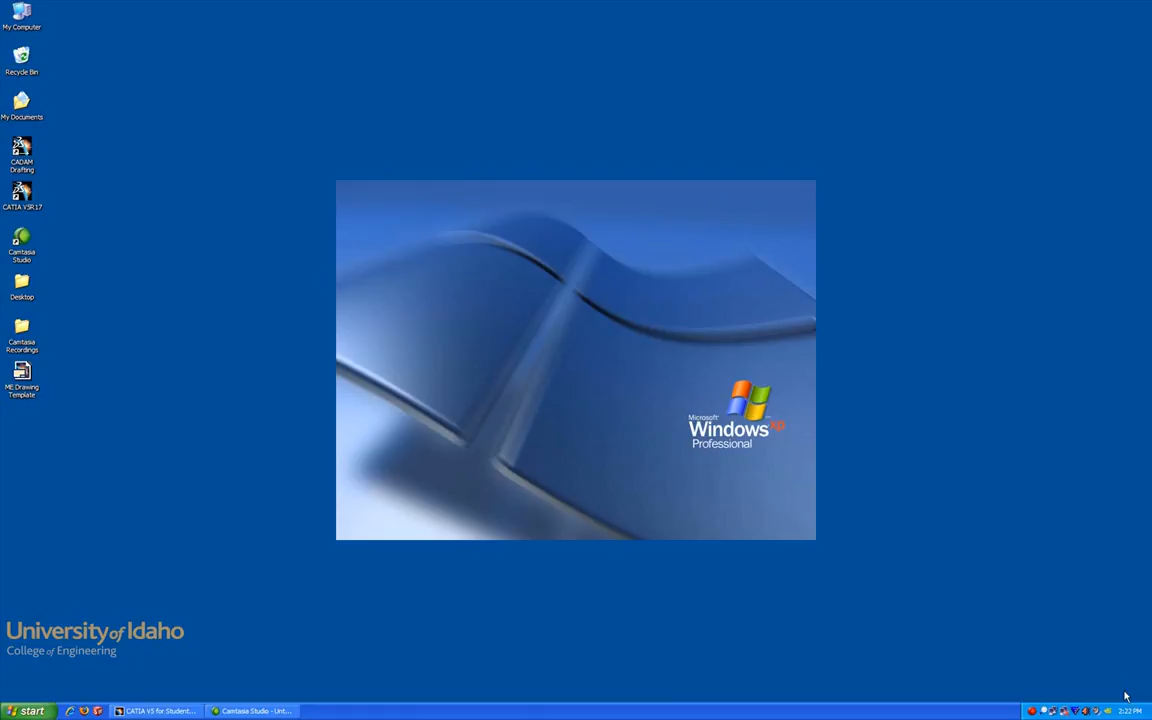 My Computer
Recycle Bin
My Documents
CADAM
Drafting
CATIA V5R17
Camtasia
Studio
Desktop
Camtasia
Recordings
ME Drawing
Template
Microsoft
Windows xp
Professional
University of Idaho
College of Engineering
start
CATIA V5 for Student...
Camtasia Studio - Unt...
2:22 PM